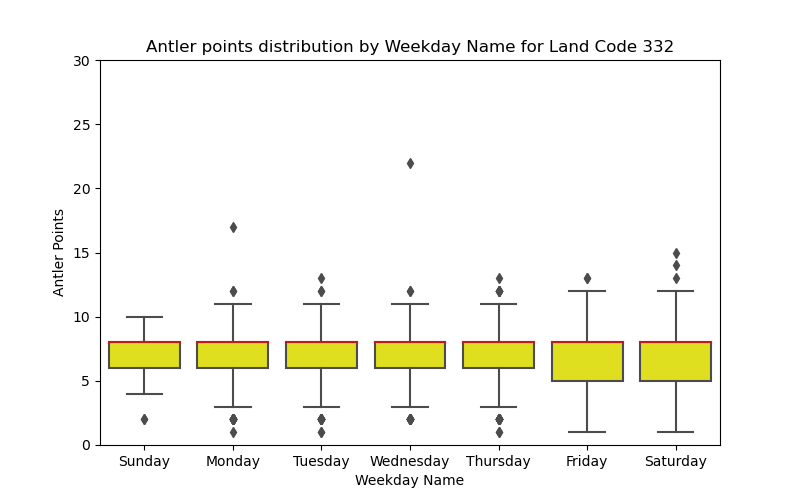 Antler points distribution by Weekday Name for Land Code 332
30
25
20
15
10
5
0
Antler Points
Sunday Monday Tuesday Wednesday Thursday Friday Saturday
Weekday Name